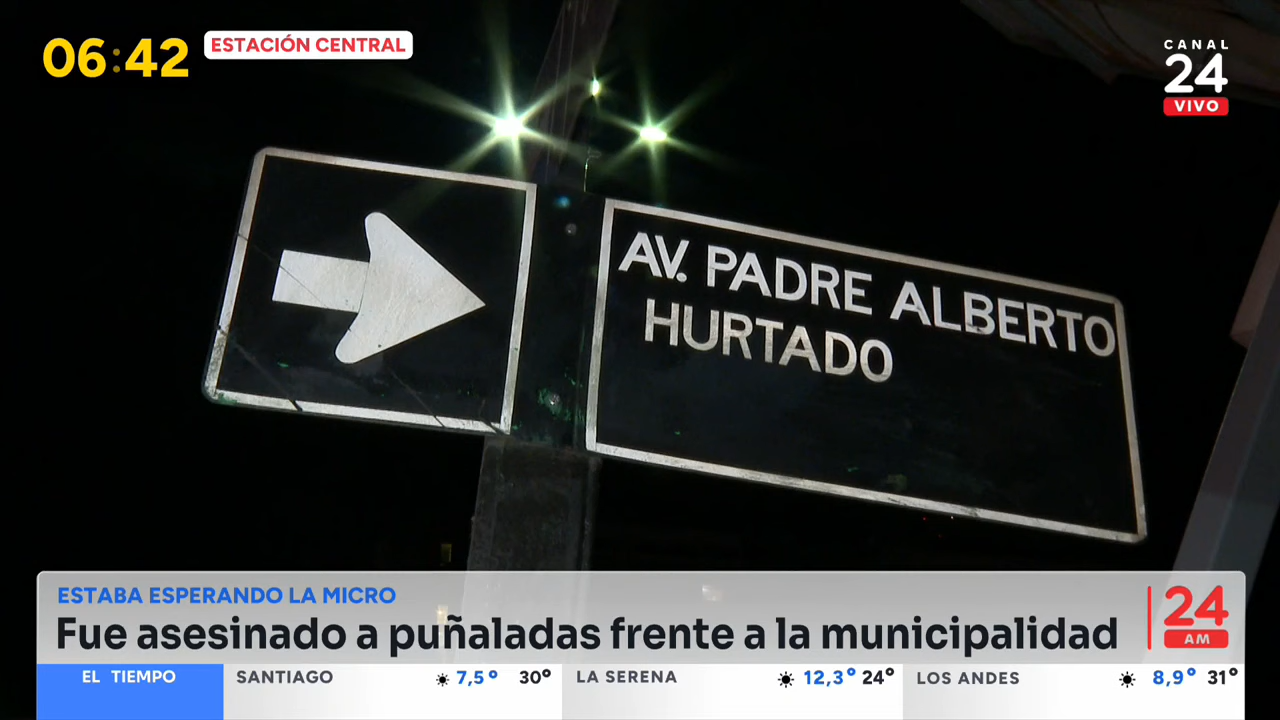 06:42
ESTACIÓN CENTRAL
CANAL
24
VIVO
AV. PADRE ALBERTO
HURTADO
ESTABA ESPERANDO LA MICRO
Fue asesinado a puñaladas frente a la municipalidad
24
AM
EL TIEMPO
SANTIAGO 7,5° 30°
LA SERENA 12,3° 24°
LOS ANDES 8,9° 31°